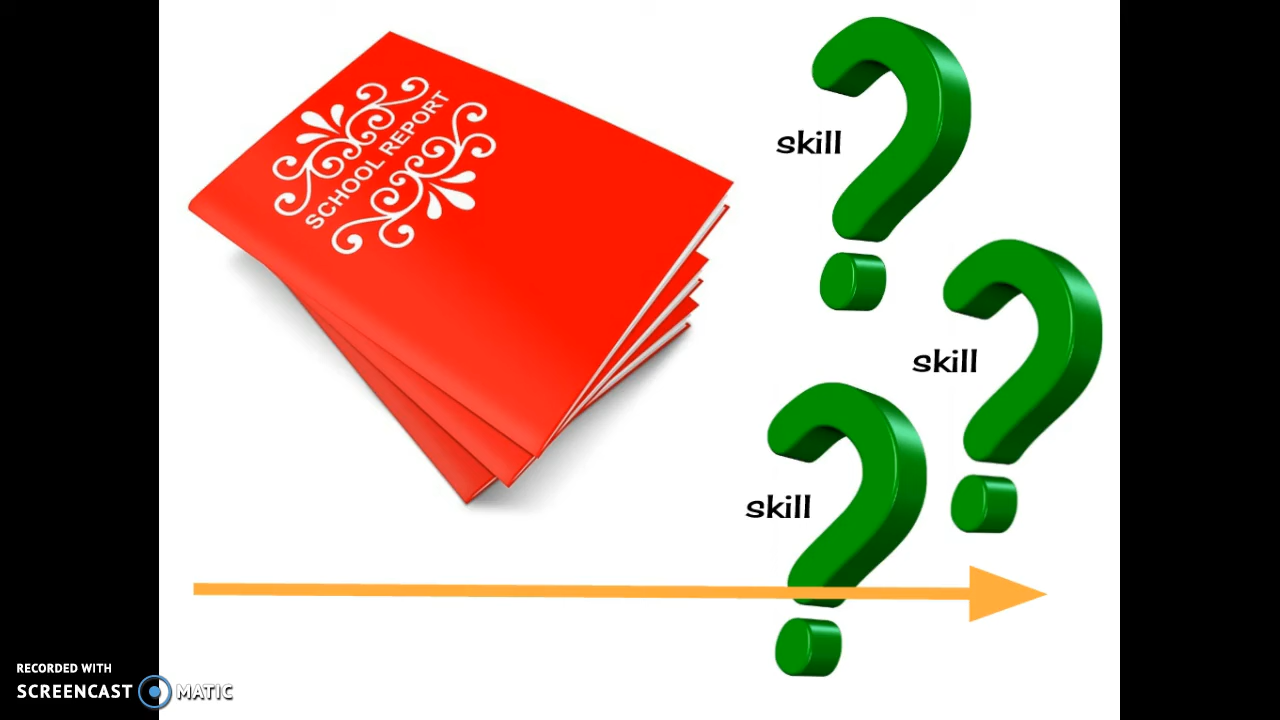 SCHOOL REPORT
skill
skill
skill
RECORDED WITH
SCREENCAST MATIC